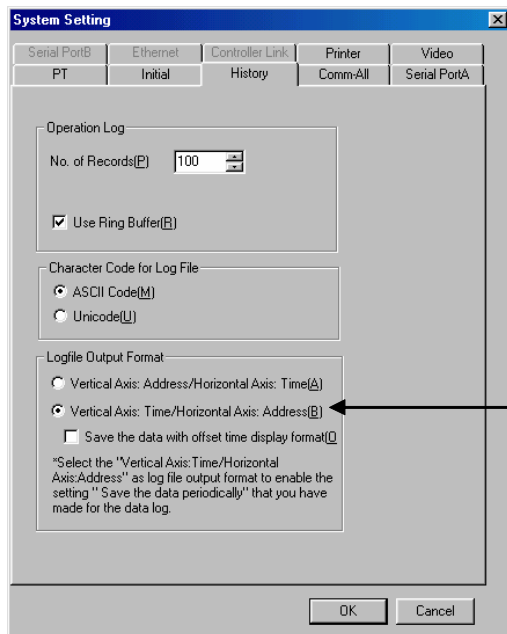 System Setting
Serial PortB Ethernet Controller Link Printer Video
PT Initial History Comm-All Serial PortA
Operation Log
No. of Records(P) 100
Use Ring Buffer(R)
Character Code for Log File
ASCII Code(M)
Unicode(U)
Logfile Output Format
Vertical Axis: Address/Horizontal Axis: Time(A)
Vertical Axis: Time/Horizontal Axis: Address(B)
Save the data with offset time display format(O
*Select the "Vertical Axis:Time/Horizontal
Axis:Address" as log file output format to enable the
setting " Save the data periodically" that you have
made for the data log.
OK Cancel